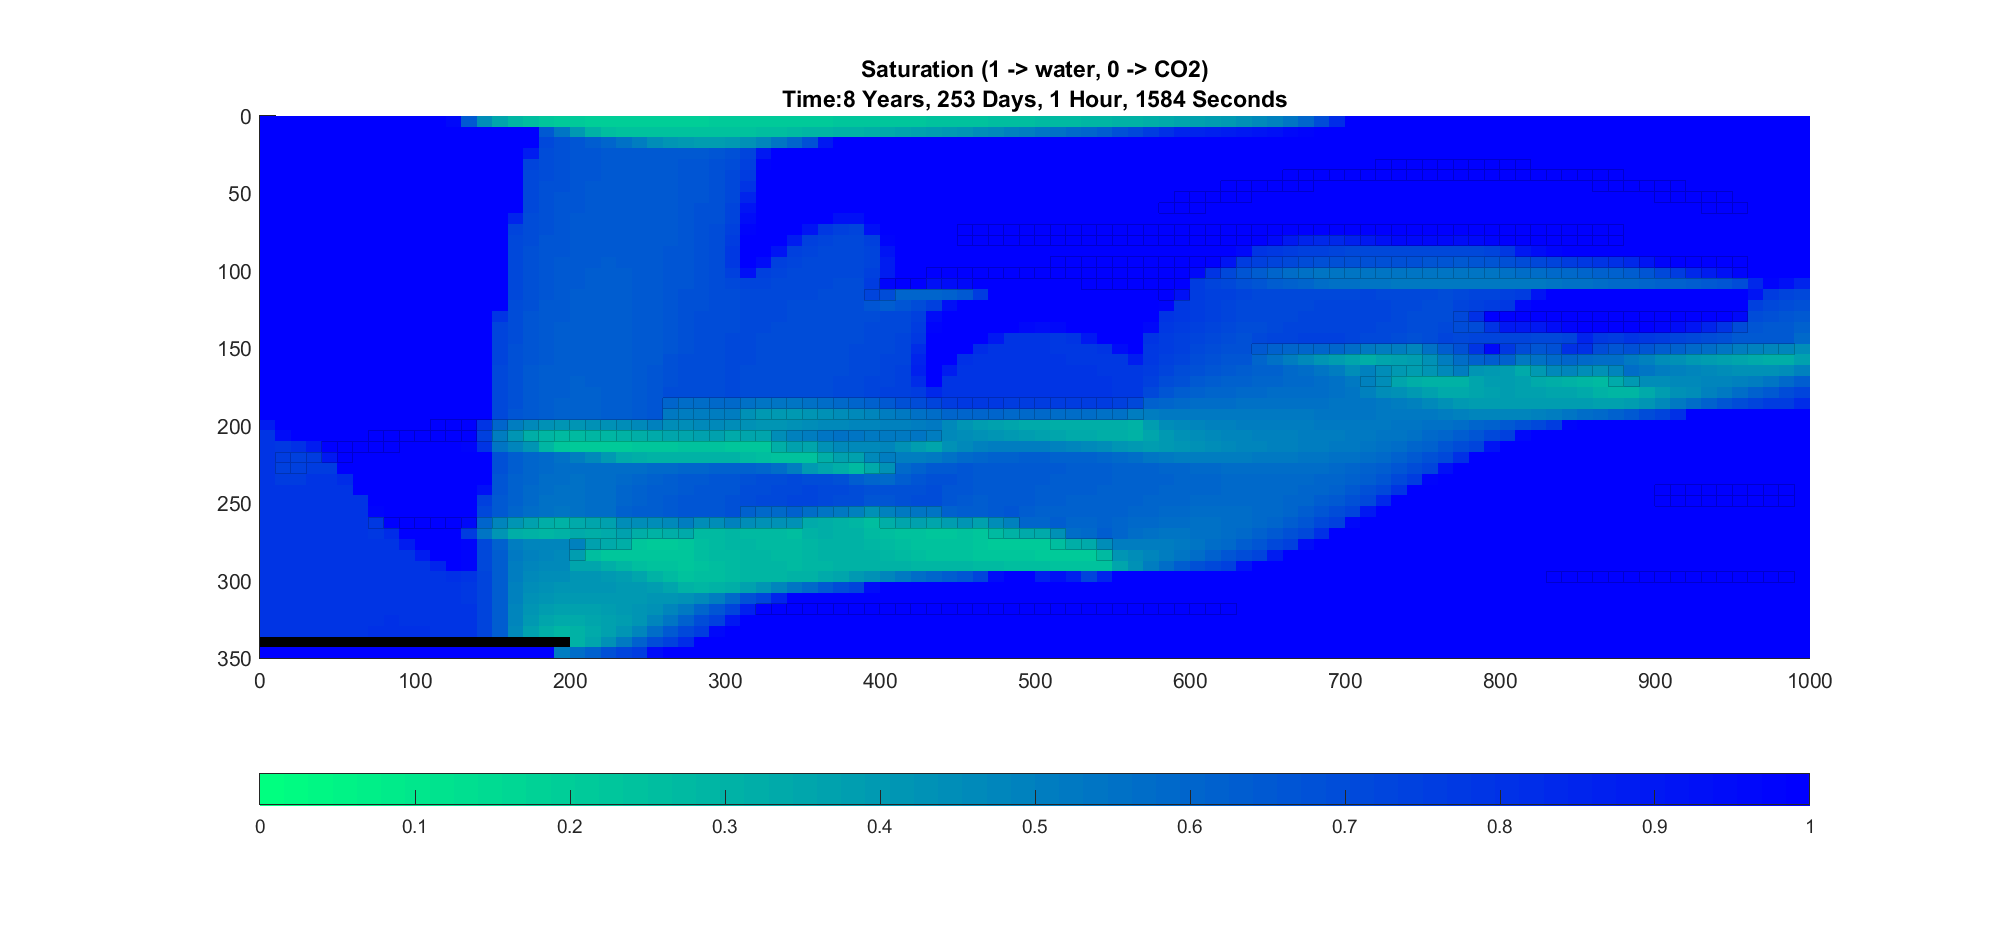 Saturation (1 -> water, 0 -> CO2)
Time:8 Years, 253 Days, 1 Hour, 1584 Seconds
0
50
100
150
200
250
300
350
0 100 200 300 400 500 600 700 800 900 1000
0 0.1 0.2 0.3 0.4 0.5 0.6 0.7 0.8 0.9 1